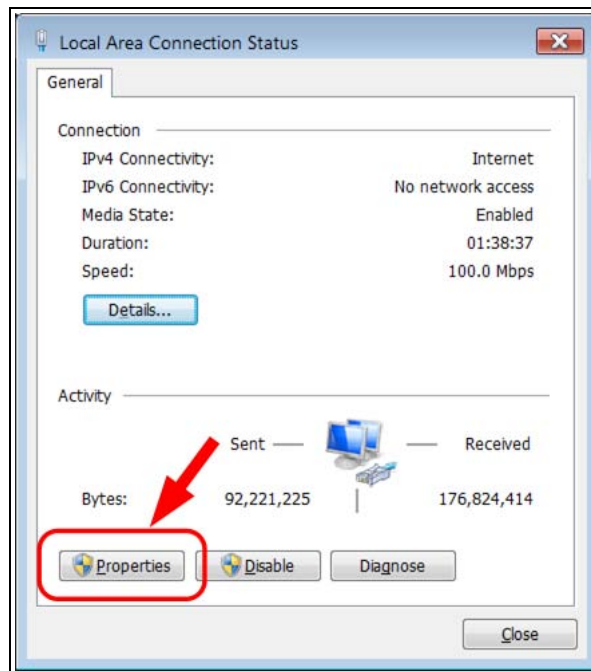 Local Area Connection Status
General
Connection
IPv4 Connectivity: Internet
IPv6 Connectivity: No network access
Media State: Enabled
Duration: 01:38:37
Speed: 100.0 Mbps
Details...
Activity
Sent Received
Bytes: 92,221,225 176,824,414
Properties Disable Diagnose
Close